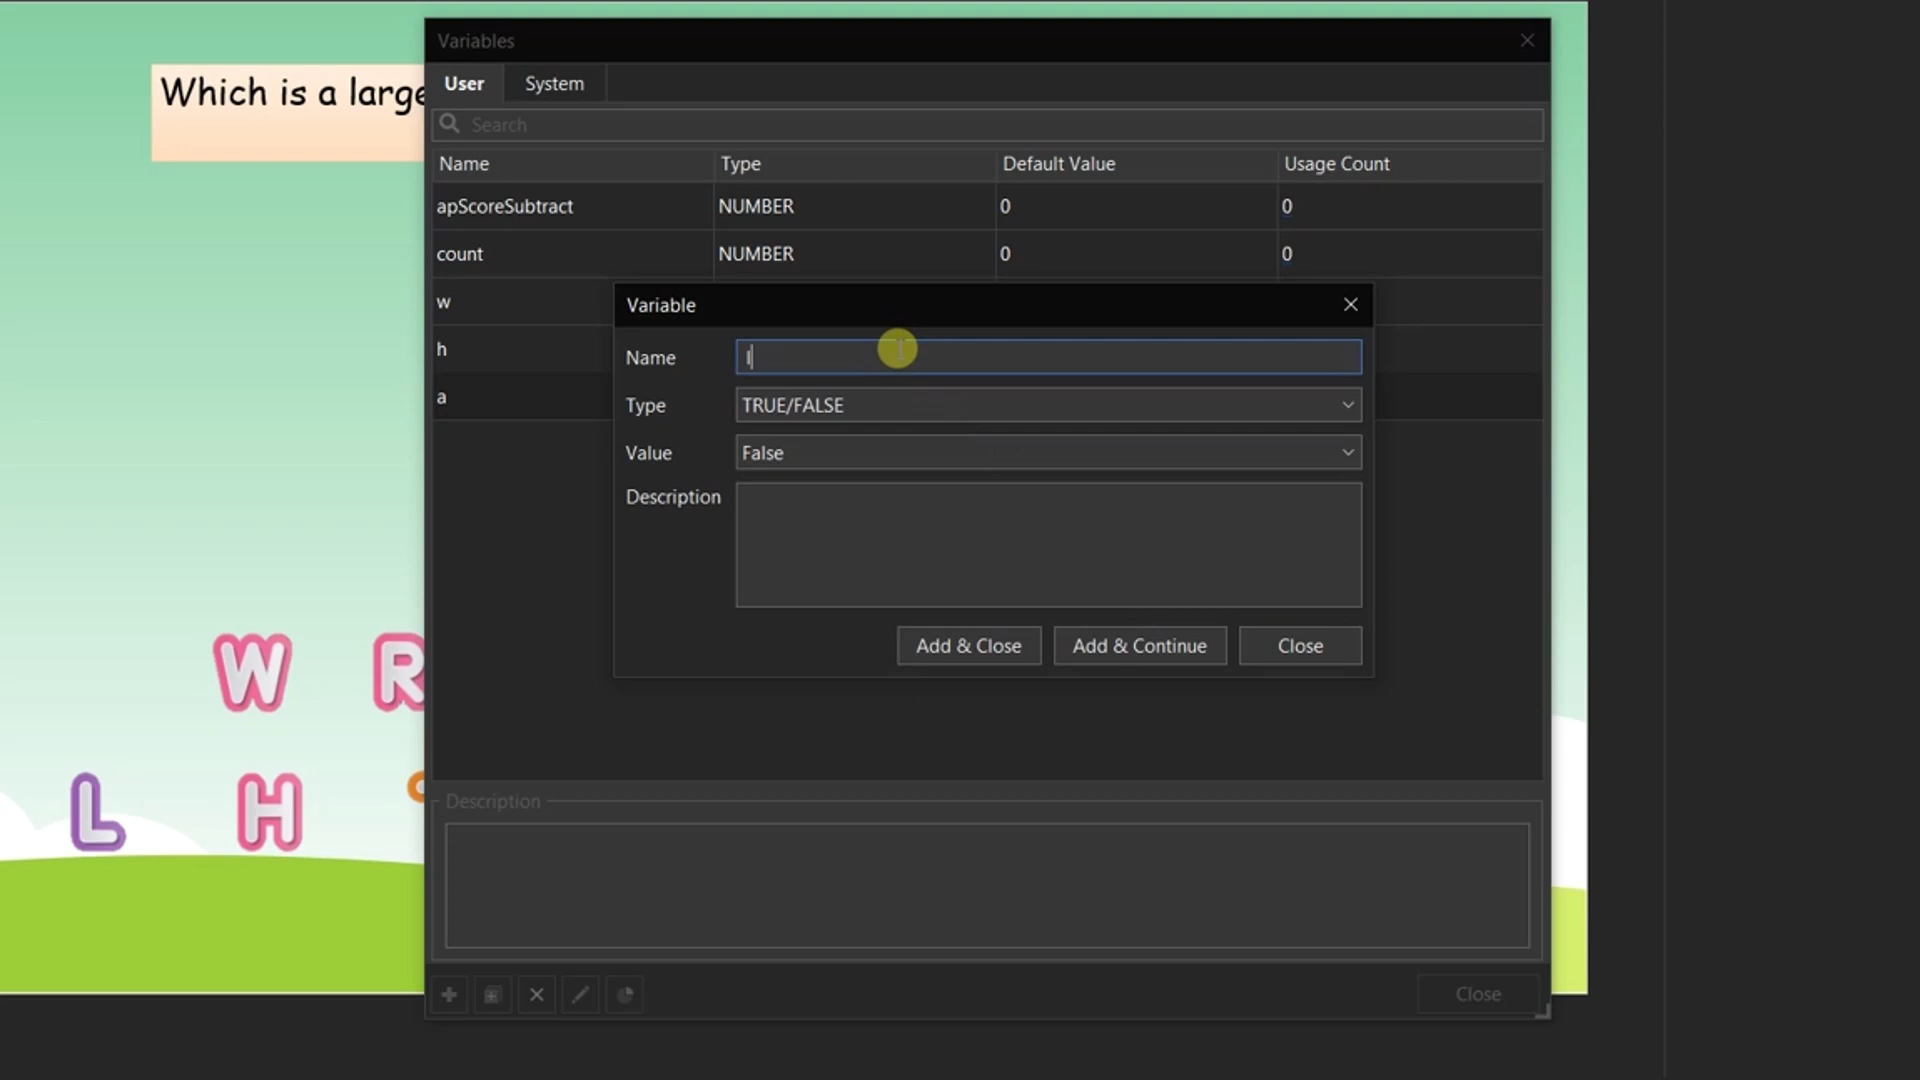 Variables
Which is a large
User
System
Search
Name Type Default Value Usage Count
apScoreSubtract NUMBER 0 0
count NUMBER 0 0
w
h
a
Variable
Name l
Type TRUE/FALSE
Value False
Description
Add & Close Add & Continue Close
W R
L H
Description
Close